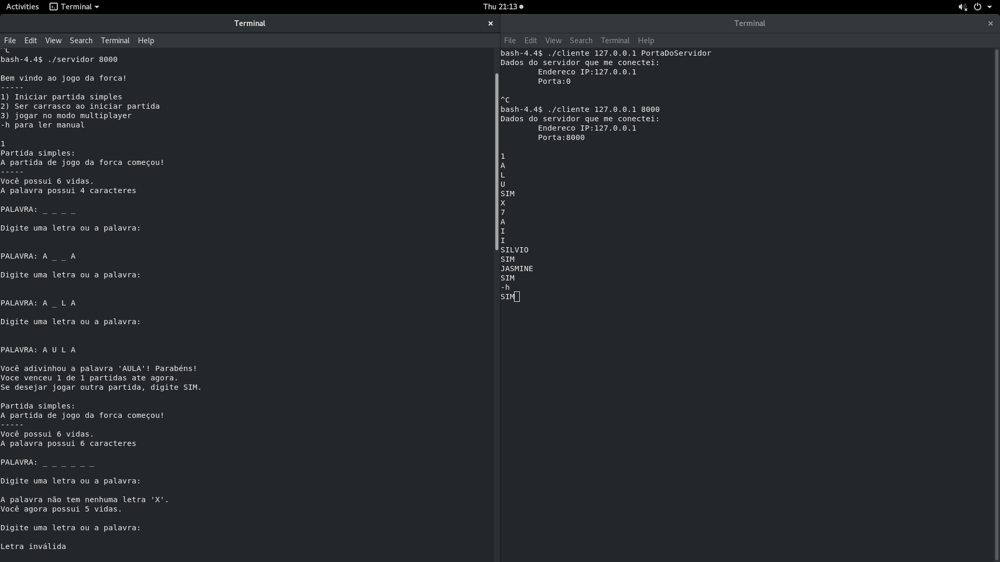 Activities Terminal Thu 21:13
Terminal
File Edit View Search Terminal Help
^C
bash-4.4$ ./servidor 8000
Bem vindo ao jogo da forca!
-----
1) Iniciar partida simples
2) Ser carrasco ao iniciar partida
3) jogar no modo multiplayer
-h para ler manual
1
Partida simples:
A partida de jogo da forca começou!
-----
Você possui 6 vidas.
A palavra possui 4 caracteres
PALAVRA: _ _ _ _
Digite uma letra ou a palavra:
PALAVRA: A _ _ A
Digite uma letra ou a palavra:
PALAVRA: A _ L A
Digite uma letra ou a palavra:
PALAVRA: A U L A
Você adivinhou a palavra 'AULA'! Parabéns!
Voce venceu 1 de 1 partidas ate agora.
Se desejar jogar outra partida, digite SIM.
Partida simples:
A partida de jogo da forca começou!
-----
Você possui 6 vidas.
A palavra possui 6 caracteres
PALAVRA: _ _ _ _ _ _
Digite uma letra ou a palavra:
A palavra não tem nenhuma letra 'X'.
Você agora possui 5 vidas.
Digite uma letra ou a palavra:
Letra inválida
Terminal
File Edit View Search Terminal Help
bash-4.4$ ./cliente 127.0.0.1 PortaDoServidor
Dados do servidor que me conectei:
Endereco IP:127.0.0.1
Porta:0
^C
bash-4.4$ ./cliente 127.0.0.1 8000
Dados do servidor que me conectei:
Endereco IP:127.0.0.1
Porta:8000
1
A
L
U
SIM
X
7
A
I
I
SILVIO
SIM
JASMINE
SIM
-h
SIM